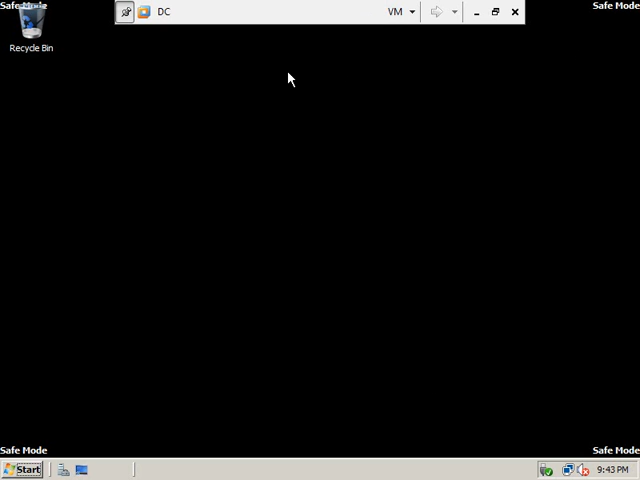 Safe Mode
DC
VM
Safe Mode
Recycle Bin
Safe Mode
Safe Mode
Start
9:43 PM